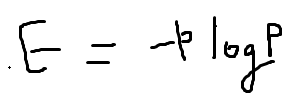 E = -p log P